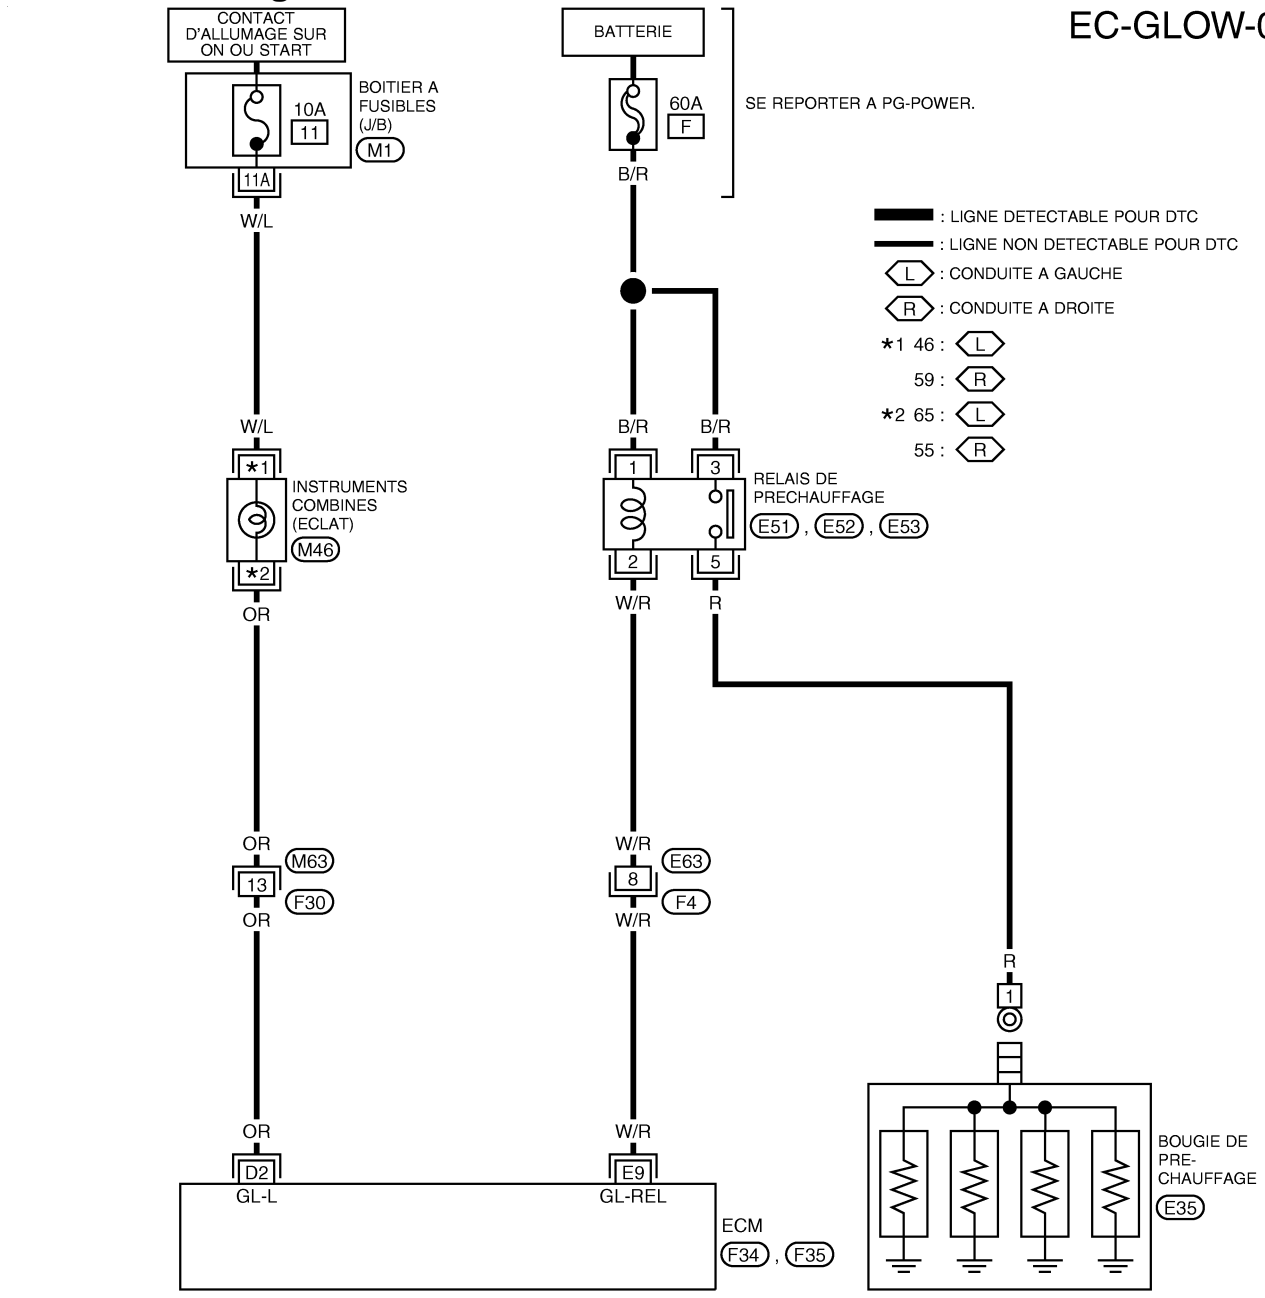 CONTACT
D'ALLUMAGE SUR
ON OU START
BATTERIE
EC-GLOW-
BOITIER A
FUSIBLES
(J/B)
M1
10A
11
11A
W/L
60A
F
SE REPORTER A PG-POWER.
B/R
: LIGNE DETECTABLE POUR DTC
: LIGNE NON DETECTABLE POUR DTC
L : CONDUITE A GAUCHE
R : CONDUITE A DROITE
*1 46 : L
59 : R
*2 65 : L
55 : R
W/L
B/R
B/R
*1
1
3
INSTRUMENTS
COMBINES
(ECLAT)
M46
RELAIS DE
PRECHAUFFAGE
E51 , E52 , E53
*2
2
5
OR
W/R
R
OR
M63
13
F30
OR
W/R
E63
8
F4
W/R
R
1
OR
W/R
D2
E9
GL-L
GL-REL
ECM
F34 , F35
BOUGIE DE
PRE-
CHAUFFAGE
E35